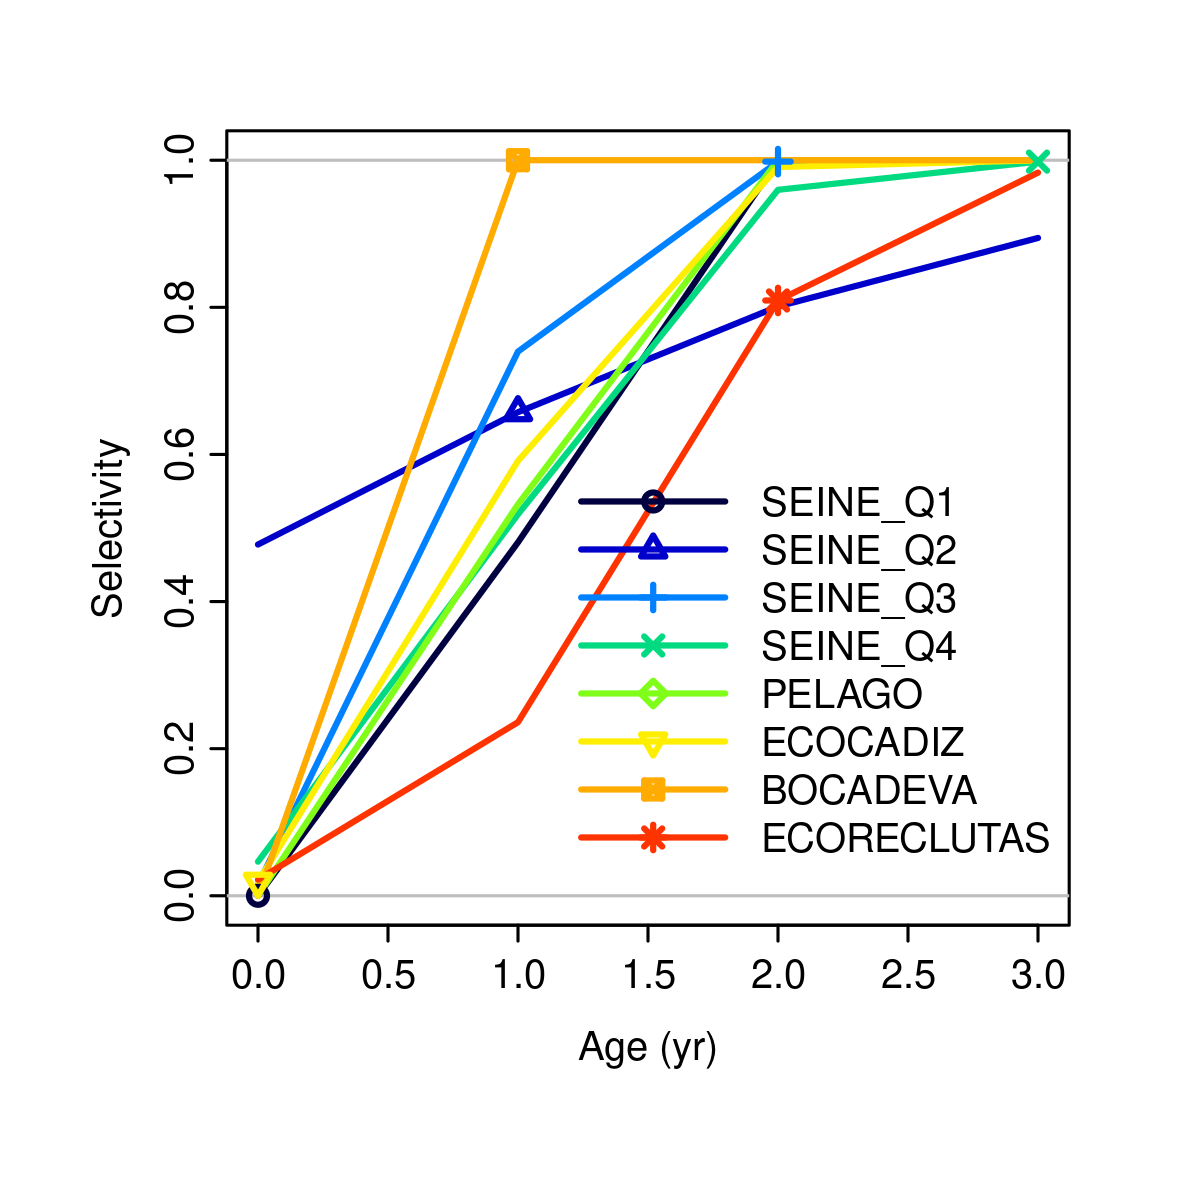 Selectivity
1.0
0.8
0.6
0.4
0.2
0.0
SEINE_Q1
SEINE_Q2
SEINE_Q3
SEINE_Q4
PELAGO
ECOCADIZ
BOCADEVA
ECORECLUTAS
0.0 0.5 1.0 1.5 2.0 2.5 3.0
Age (yr)